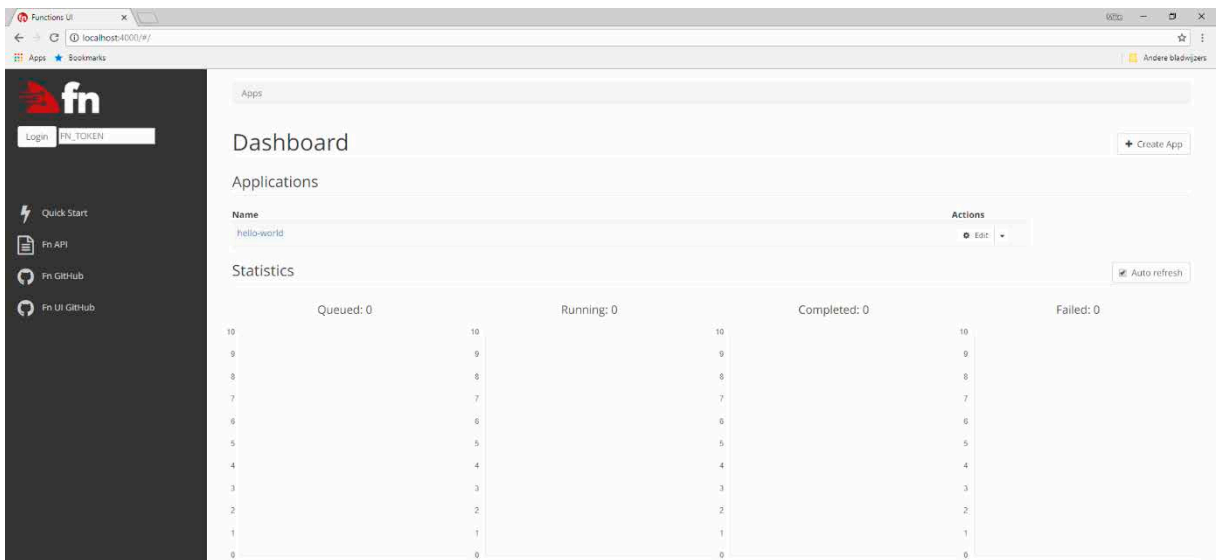 Functions UI
localhost:4000/#/
Apps Bookmarks Andere bladwijzers
fn
Login FN_TOKEN
Quick Start
Fn API
Fn GitHub
Fn UI GitHub
Apps
Dashboard + Create App
Applications
Name Actions
hello-world Edit
Statistics Auto refresh
Queued: 0 Running: 0 Completed: 0 Failed: 0
10 10 10 10
9 9 9 9
8 8 8 8
7 7 7 7
6 6 6 6
5 5 5 5
4 4 4 4
3 3 3 3
2 2 2 2
1 1 1 1
0 0 0 0